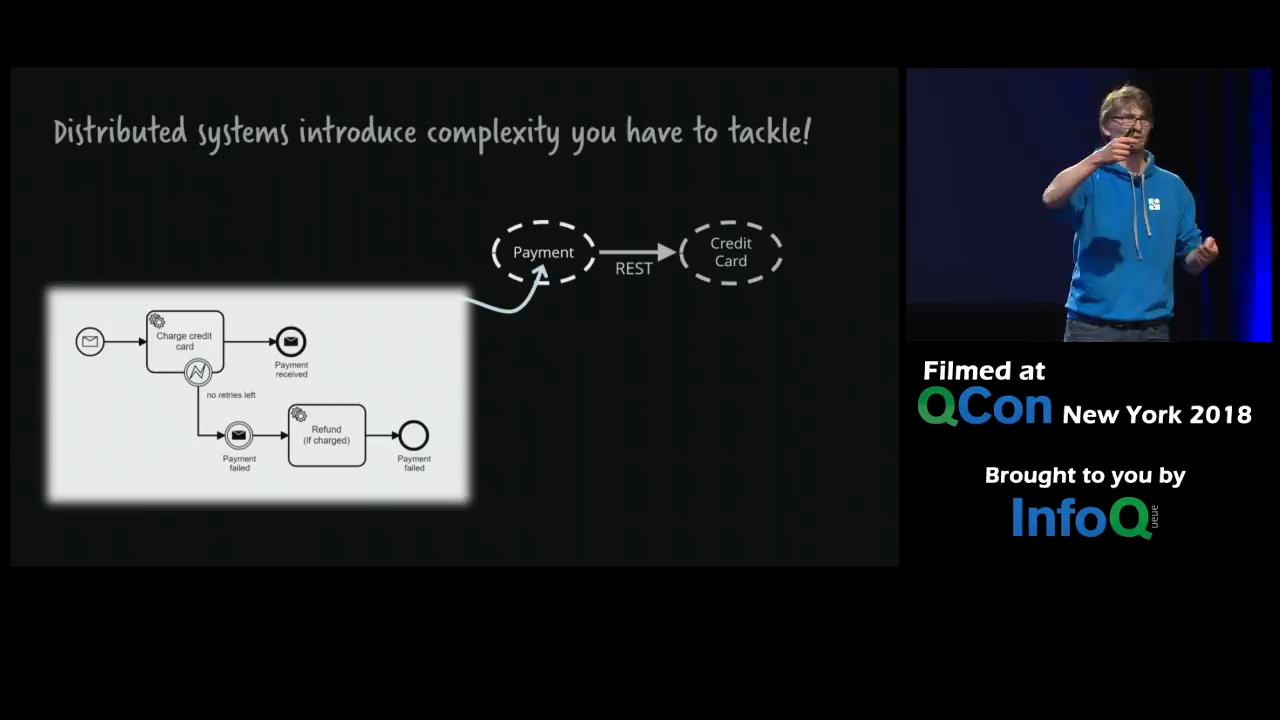 Distributed systems introduce complexity you have to tackle!
Payment
REST
Credit
Card
Charge credit
card
Payment
received
no retries left
Payment
failed
Refund
(if charged)
Payment
failed
Filmed at
QCon New York 2018
Brought to you by
InfoQ
ueue